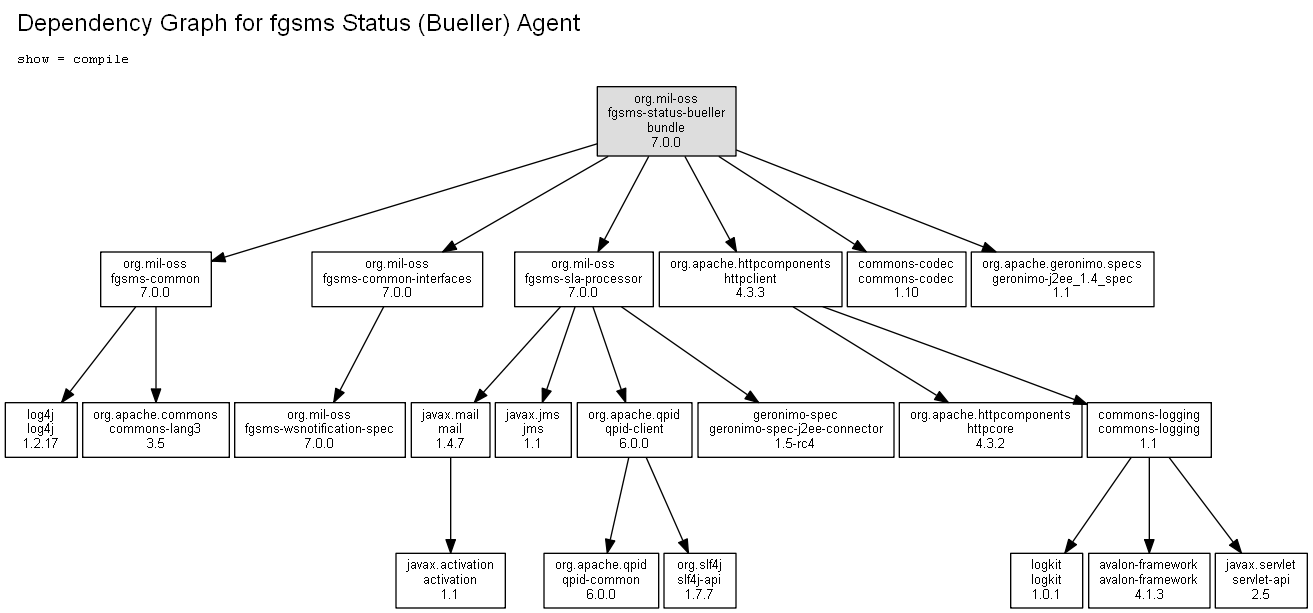 Dependency Graph for fgsms Status (Bueller) Agent
show = compile
org.mil-oss
fgsms-status-bueller
bundle
7.0.0
org.mil-oss
fgsms-common
7.0.0
org.mil-oss
fgsms-common-interfaces
7.0.0
org.mil-oss
fgsms-sla-processor
7.0.0
org.apache.httpcomponents
httpclient
4.3.3
commons-codec
commons-codec
1.10
org.apache.geronimo.specs
geronimo-j2ee_1.4_spec
1.1
log4j
log4j
1.2.17
org.apache.commons
commons-lang3
3.5
org.mil-oss
fgsms-wsnotification-spec
7.0.0
javax.mail
mail
1.4.7
javax.jms
jms
1.1
org.apache.qpid
qpid-client
6.0.0
geronimo-spec
geronimo-spec-j2ee-connector
1.5-rc4
org.apache.httpcomponents
httpcore
4.3.2
commons-logging
commons-logging
1.1
javax.activation
activation
1.1
org.apache.qpid
qpid-common
6.0.0
org.slf4j
slf4j-api
1.7.7
logkit
logkit
1.0.1
avalon-framework
avalon-framework
4.1.3
javax.servlet
servlet-api
2.5